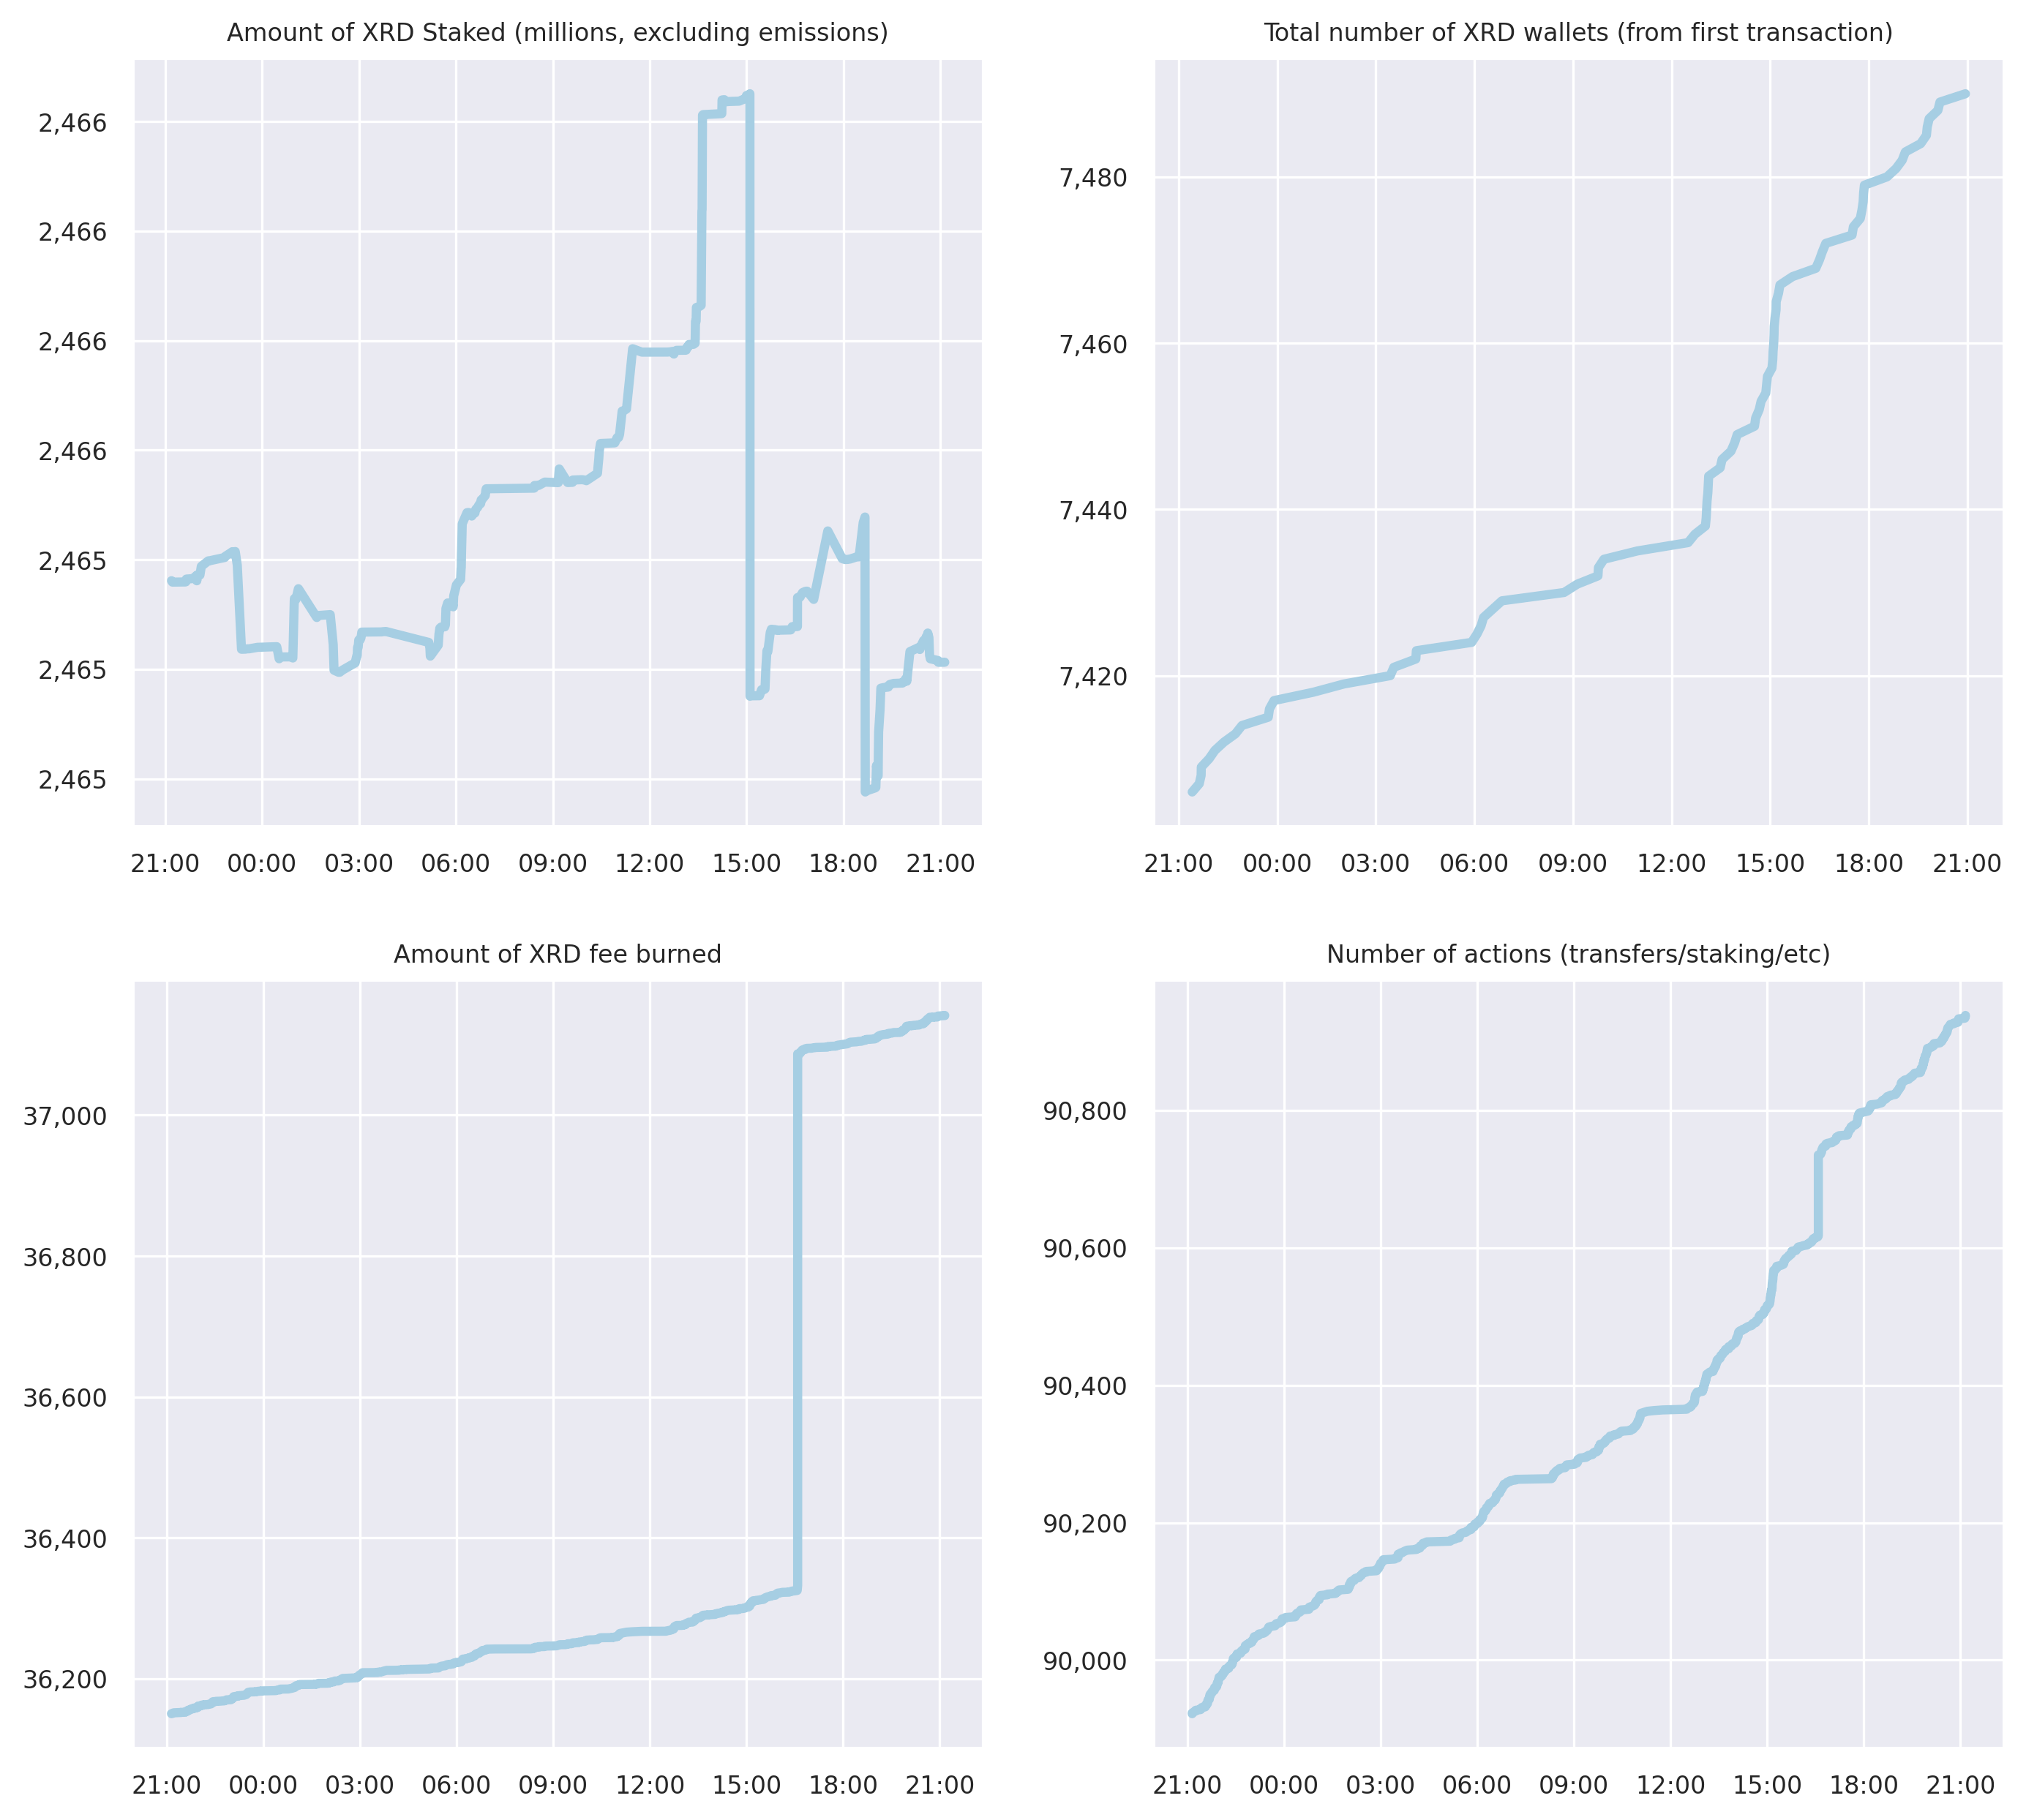 Amount of XRD Staked (millions, excluding emissions)
2,466
2,466
2,466
2,466
2,465
2,465
2,465
21:00 00:00 03:00 06:00 09:00 12:00 15:00 18:00 21:00
Total number of XRD wallets (from first transaction)
7,480
7,460
7,440
7,420
21:00 00:00 03:00 06:00 09:00 12:00 15:00 18:00 21:00
Amount of XRD fee burned
37,000
36,800
36,600
36,400
36,200
21:00 00:00 03:00 06:00 09:00 12:00 15:00 18:00 21:00
Number of actions (transfers/staking/etc)
90,800
90,600
90,400
90,200
90,000
21:00 00:00 03:00 06:00 09:00 12:00 15:00 18:00 21:00